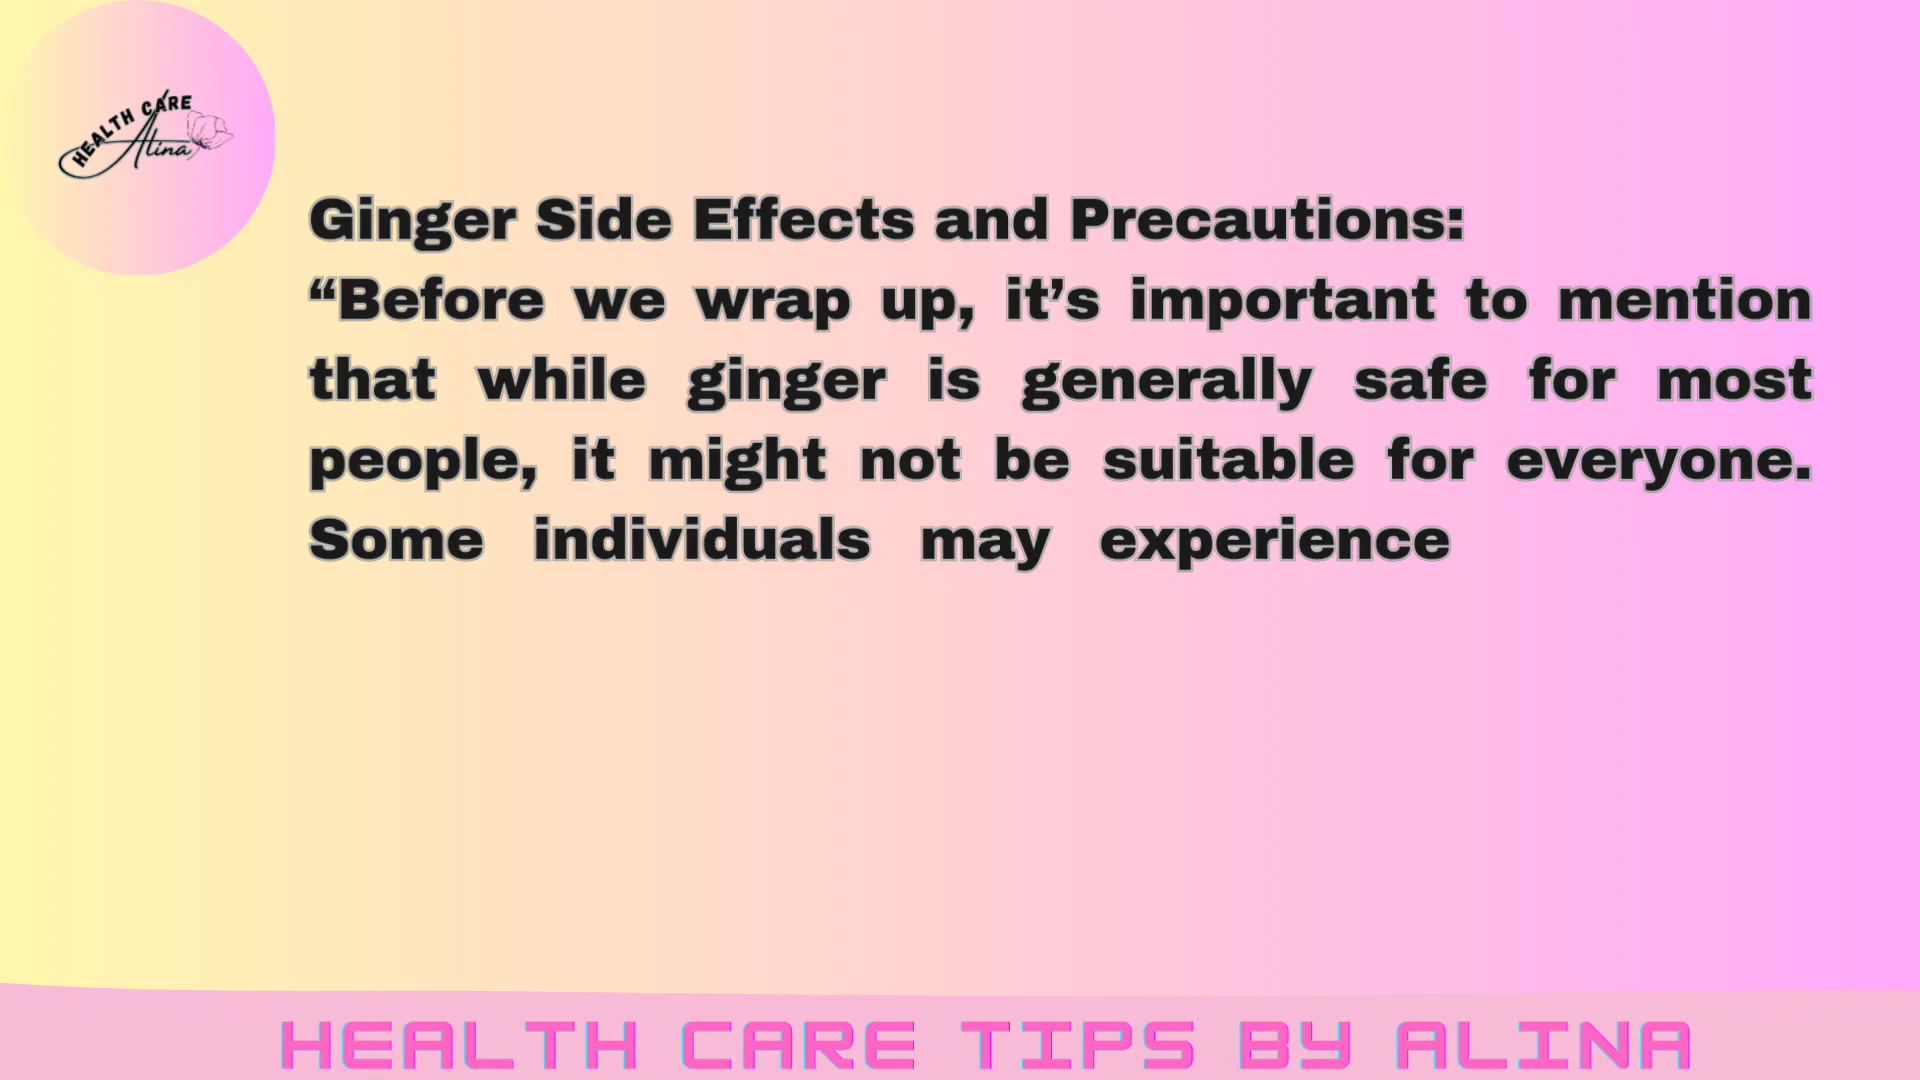 HEALTH CARE
Alina
Ginger Side Effects and Precautions:
“Before we wrap up, it’s important to mention
that while ginger is generally safe for most
people, it might not be suitable for everyone.
Some individuals may experience
HEALTH CARE TIPS BY ALINA